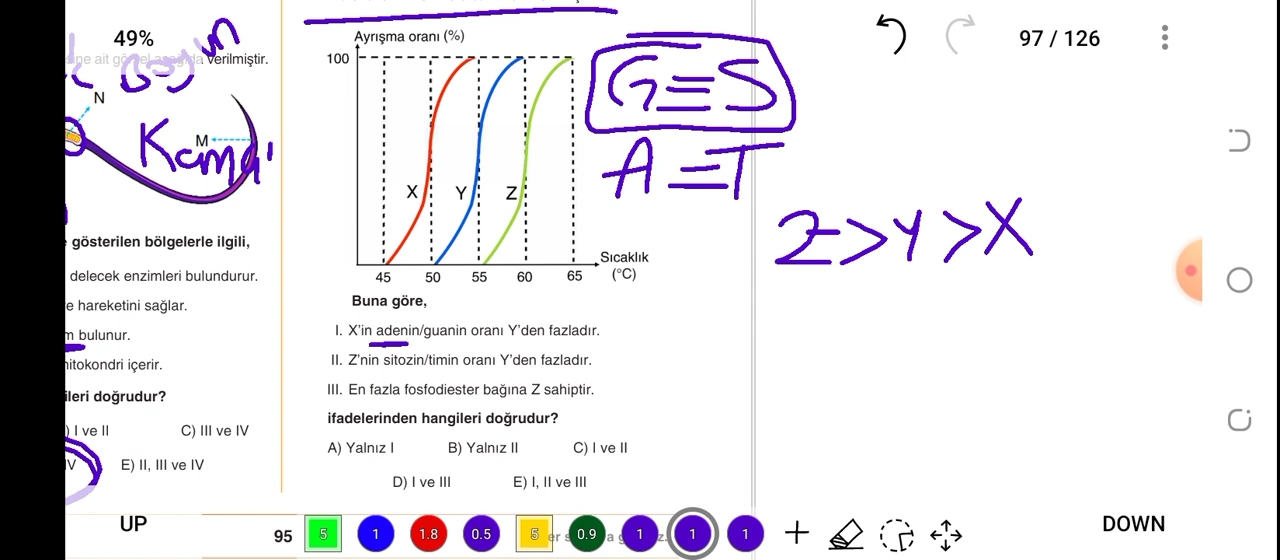 49%
97 / 126
ait görsel aşağıda verilmiştir.
N
M
Kamçı
gösterilen bölgelerle ilgili,
delecek enzimleri bulundurur.
e hareketini sağlar.
m bulunur.
mitokondri içerir.
ileri doğrudur?
) I ve II
C) III ve IV
IV
E) II, III ve IV
UP
95
Ayrışma oranı (%)
100
X
Y
Z
45 50 55 60 65
Sıcaklık
(°C)
G≡S
A=T
Z>Y>X
Buna göre,
I. X'in adenin/guanin oranı Y'den fazladır.
II. Z'nin sitozin/timin oranı Y'den fazladır.
III. En fazla fosfodiester bağına Z sahiptir.
ifadelerinden hangileri doğrudur?
A) Yalnız I
B) Yalnız II
C) I ve II
D) I ve III
E) I, II ve III
5 1 1.8 0.5 5 0.9 1 1 1
DOWN